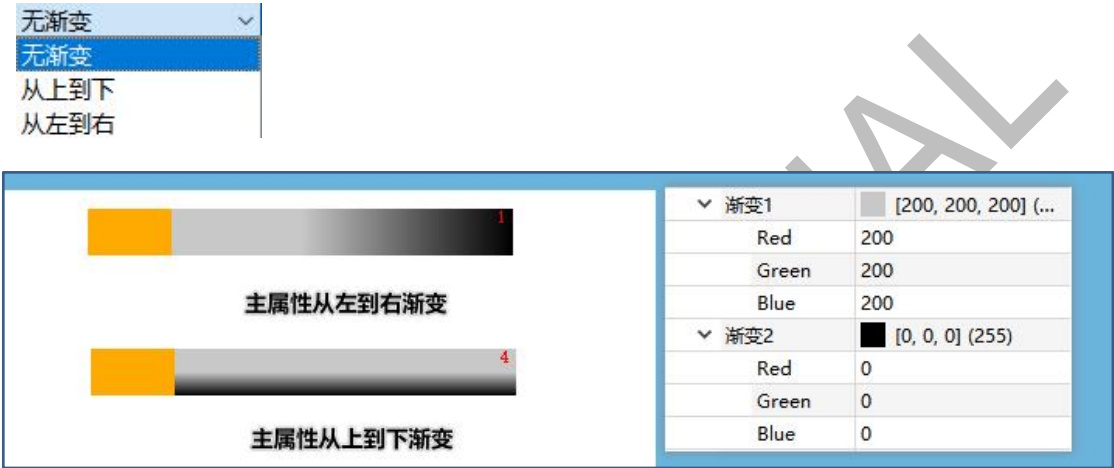 无渐变
无渐变
从上到下
从左到右
1
主属性从左到右渐变
4
主属性从上到下渐变
渐变1 [200, 200, 200] (...
Red 200
Green 200
Blue 200
渐变2 [0, 0, 0] (255)
Red 0
Green 0
Blue 0